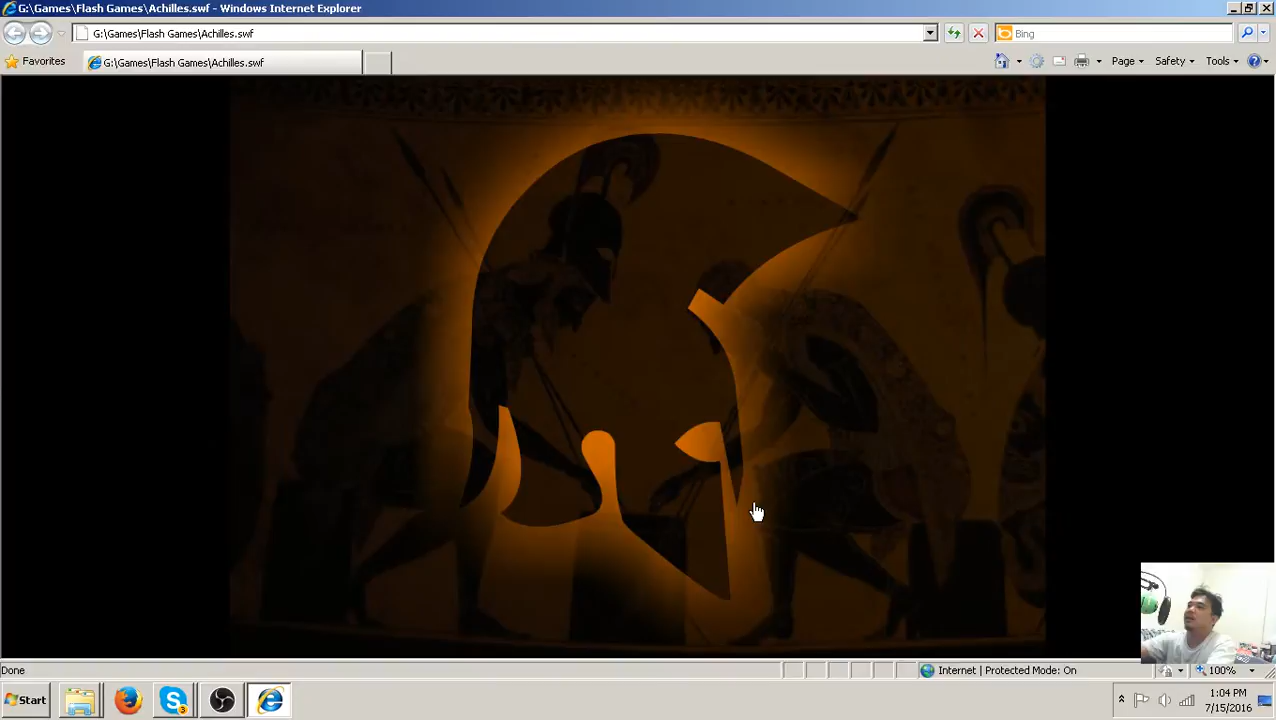 G:\Games\Flash Games\Achilles.swf - Windows Internet Explorer
G:\Games\Flash Games\Achilles.swf
Bing
Favorites
G:\Games\Flash Games\Achilles.swf
Page
Safety
Tools
Done
Internet | Protected Mode: On
100%
Start
3
1:04 PM
7/15/2016